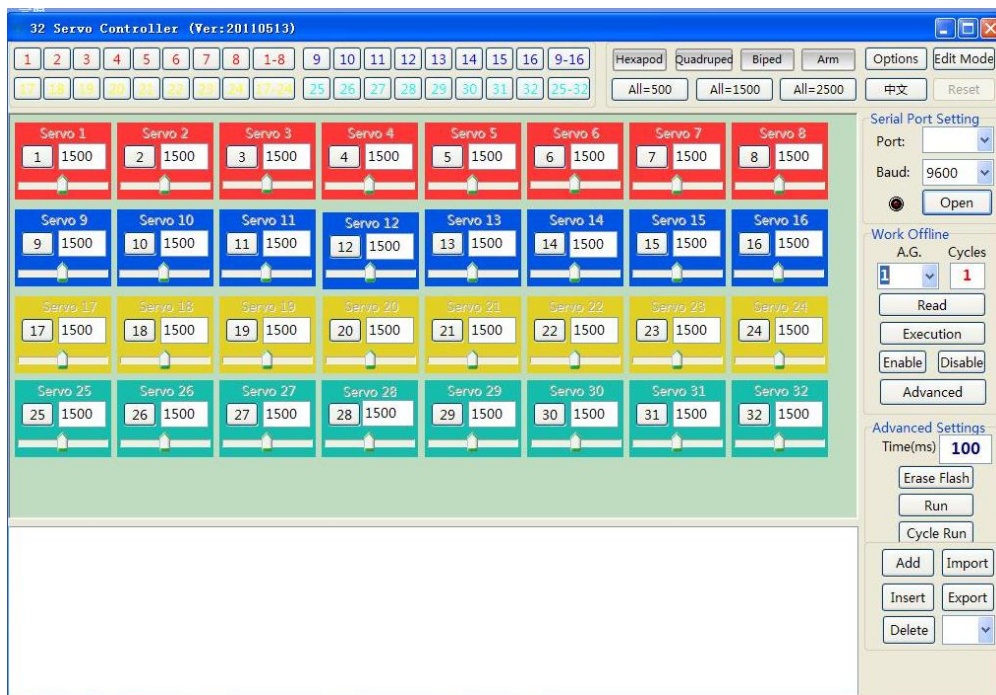 32 Servo Controller (Ver:20110513)
1 2 3 4 5 6 7 8 1-8 9 10 11 12 13 14 15 16 9-16
17 18 19 20 21 22 23 24 17-24 25 26 27 28 29 30 31 32 25-32
Hexapod Quadruped Biped Arm Options Edit Mode
All=500 All=1500 All=2500 中文 Reset
Servo 1 Servo 2 Servo 3 Servo 4 Servo 5 Servo 6 Servo 7 Servo 8
1 1500 2 1500 3 1500 4 1500 5 1500 6 1500 7 1500 8 1500
Servo 9 Servo 10 Servo 11 Servo 12 Servo 13 Servo 14 Servo 15 Servo 16
9 1500 10 1500 11 1500 12 1500 13 1500 14 1500 15 1500 16 1500
Servo 17 Servo 18 Servo 19 Servo 20 Servo 21 Servo 22 Servo 23 Servo 24
17 1500 18 1500 19 1500 20 1500 21 1500 22 1500 23 1500 24 1500
Servo 25 Servo 26 Servo 27 Servo 28 Servo 29 Servo 30 Servo 31 Servo 32
25 1500 26 1500 27 1500 28 1500 29 1500 30 1500 31 1500 32 1500
Serial Port Setting
Port:
Baud: 9600
Open
Work Offline
A.G. Cycles
1 1
Read
Execution
Enable Disable
Advanced
Advanced Settings
Time(ms) 100
Erase Flash
Run
Cycle Run
Add Import
Insert Export
Delete